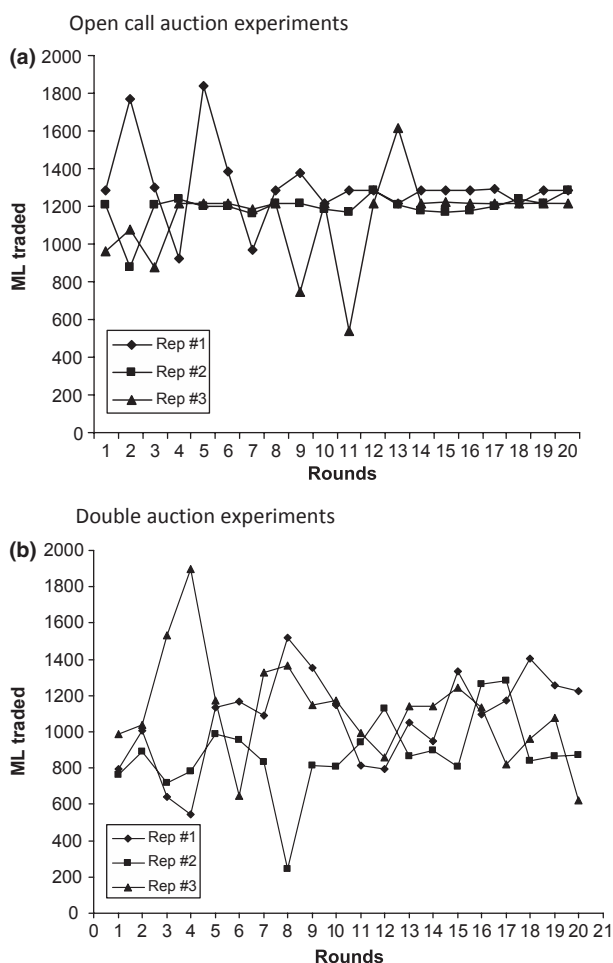 Open call auction experiments
(a)
2000
1800
1600
1400
1200
1000
800
600
400
200
0
ML traded
Rep #1
Rep #2
Rep #3
1 2 3 4 5 6 7 8 9 10 11 12 13 14 15 16 17 18 19 20
Rounds
Double auction experiments
(b)
2000
1800
1600
1400
1200
1000
800
600
400
200
0
ML traded
Rep #1
Rep #2
Rep #3
0 1 2 3 4 5 6 7 8 9 10 11 12 13 14 15 16 17 18 19 20 21
Rounds